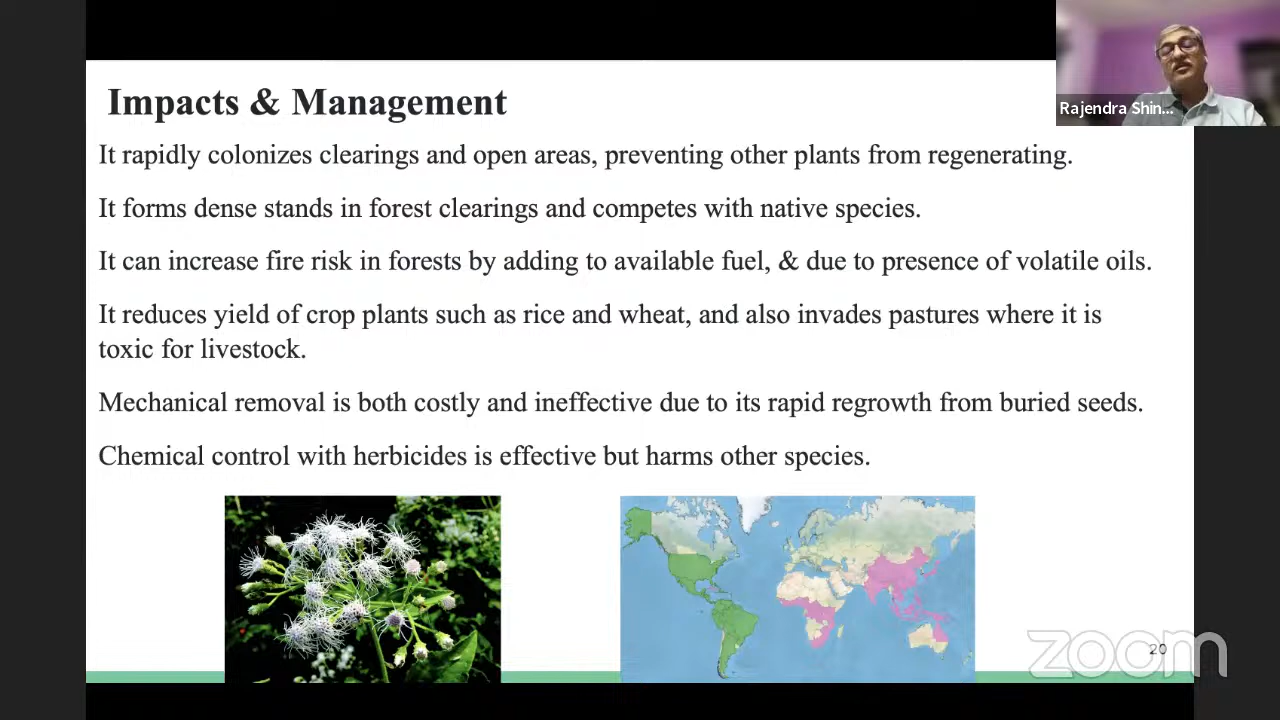 Impacts & Management
Rajendra Shin...
It rapidly colonizes clearings and open areas, preventing other plants from regenerating.
It forms dense stands in forest clearings and competes with native species.
It can increase fire risk in forests by adding to available fuel, & due to presence of volatile oils.
It reduces yield of crop plants such as rice and wheat, and also invades pastures where it is
toxic for livestock.
Mechanical removal is both costly and ineffective due to its rapid regrowth from buried seeds.
Chemical control with herbicides is effective but harms other species.
20
zoom